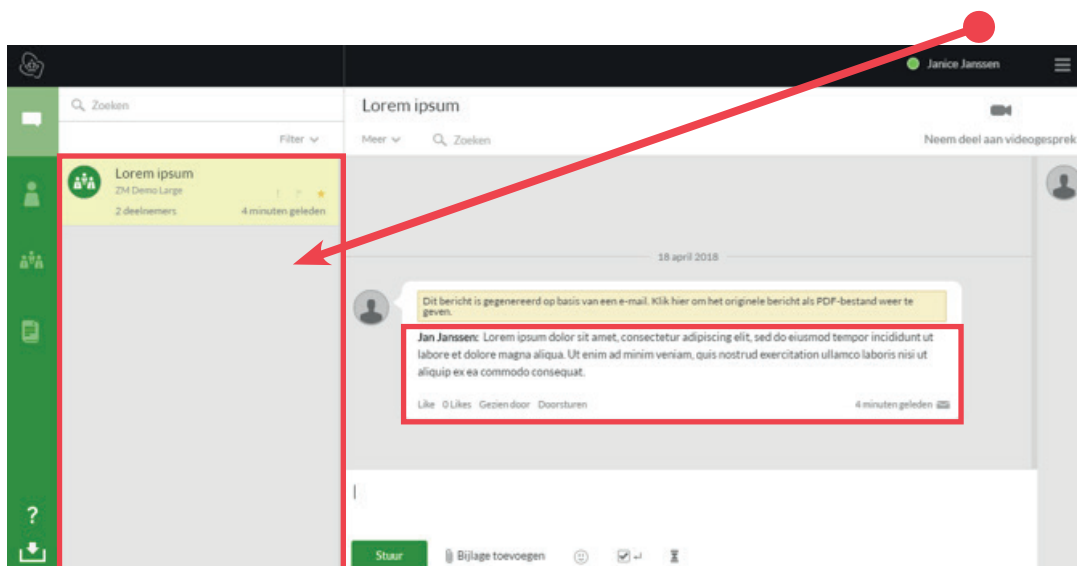 Janice Janssen
Zoeken
Filter
Lorem ipsum
ZM Demo Large
2 deelnemers 4 minuten geleden
Lorem ipsum
Meer Zoeken
Neem deel aan videogesprek
18 april 2018
Dit bericht is gegenereerd op basis van een e-mail. Klik hier om het originele bericht als PDF-bestand weer te
geven.
Jan Janssen: Lorem ipsum dolor sit amet, consectetur adipiscing elit, sed do eiusmod tempor incididunt ut
labore et dolore magna aliqua. Ut enim ad minim veniam, quis nostrud exercitation ullamco laboris nisi ut
aliquip ex ea commodo consequat.
Like 0 Likes Gezien door Doorsturen 4 minuten geleden
?
Stuur Bijlage toevoegen